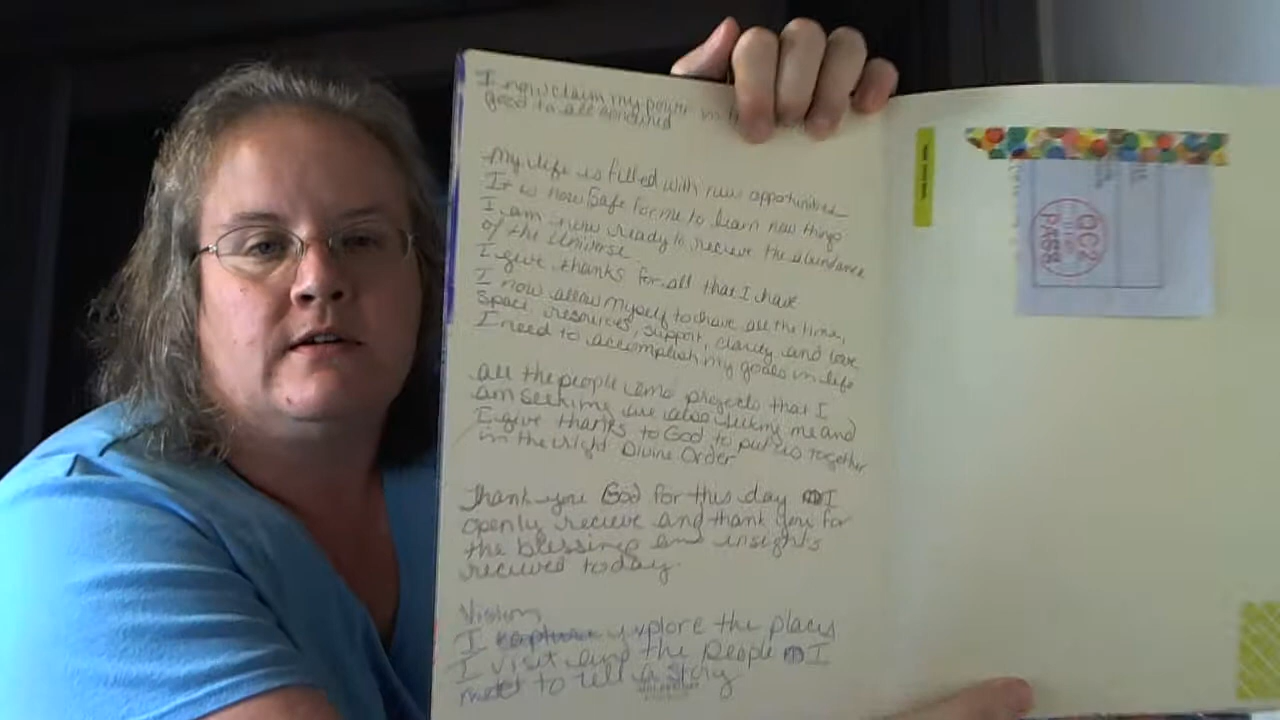 I now claim my power in
good to all concerned
My life is filled with new oppotunities
It is now safe for me to learn new things
I am now ready to recieve the abundance
of the Universe
I give thanks for all that I have
I now allow myself to have all the time,
space, resources, support, clarity and love
I need to accomplish my goals in life
all the people and projects that I
am seeking are also seeking me and
I give thanks to God to put us together
in the right Divine Order
Thank you God for this day I
openly recieve and thank you for
the blessings and insights
recieved today.
Vision
I capture explore the places
I visit and the people I
meet to tell a story
QC2
PASS